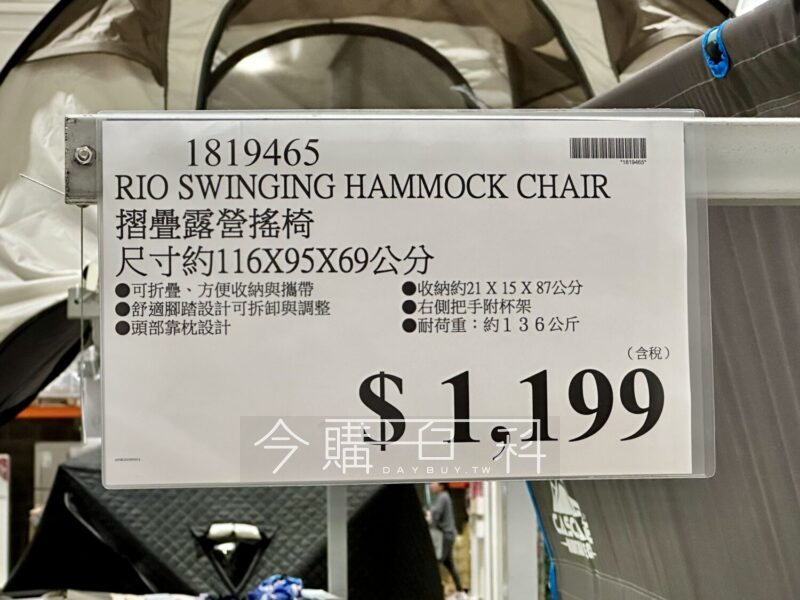 1819465
*1819465*
RIO SWINGING HAMMOCK CHAIR
摺疊露營搖椅
尺寸約116X95X69公分
●可折疊、方便收納與攜帶
●舒適腳踏設計可拆卸與調整
●頭部靠枕設計
●收納約21 X 15 X 87公分
●右側把手附杯架
●耐荷重：約１３６公斤
（含稅）
$ 1,199
今購百科
DAYBUY.TW